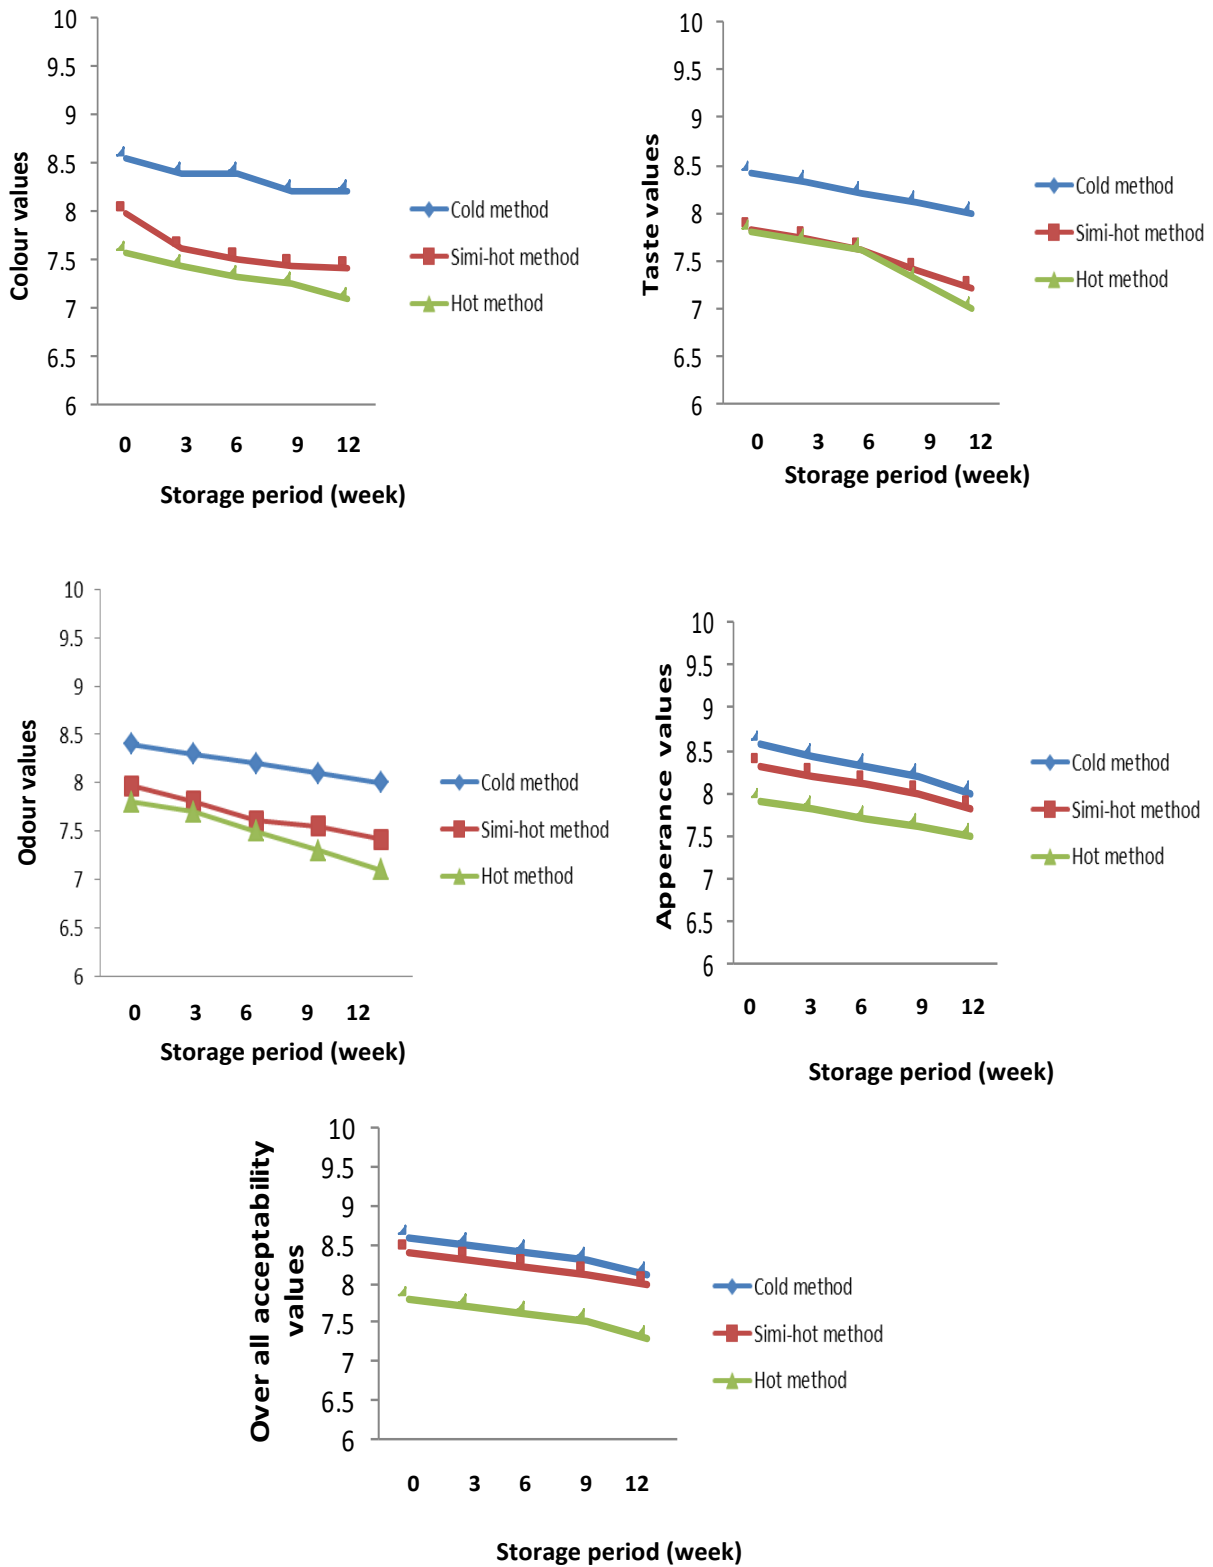 10
9.5
9
8.5
8
7.5
7
6.5
6
Colour values
0 3 6 9 12
Storage period (week)
Cold method
Simi-hot method
Hot method
10
9.5
9
8.5
8
7.5
7
6.5
6
Taste values
0 3 6 9 12
Storage period (week)
Cold method
Simi-hot method
Hot method
10
9.5
9
8.5
8
7.5
7
6.5
6
Odour values
0 3 6 9 12
Storage period (week)
Cold method
Simi-hot method
Hot method
10
9.5
9
8.5
8
7.5
7
6.5
6
Apperance values
0 3 6 9 12
Storage period (week)
Cold method
Simi-hot method
Hot method
10
9.5
9
8.5
8
7.5
7
6.5
6
Over all acceptability
values
0 3 6 9 12
Storage period (week)
Cold method
Simi-hot method
Hot method